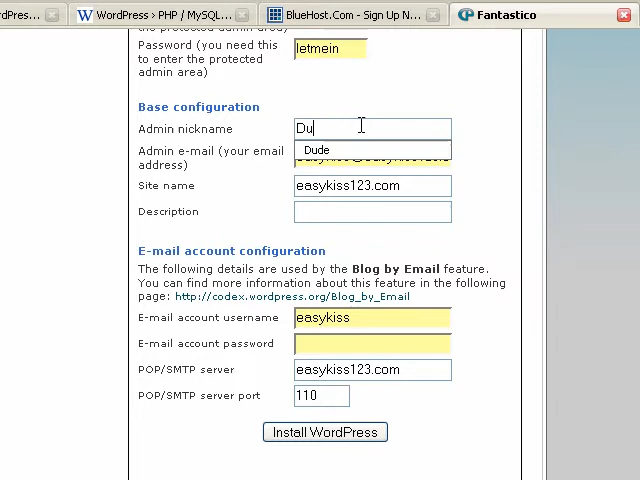 rdPress...
WordPress › PHP / MySQL...
BlueHost.Com - Sign Up N...
Fantastico
the protected admin area)
Password (you need this
to enter the protected
admin area)
letmein
Base configuration
Admin nickname
Du
Dude
Admin e-mail (your email
address)
Site name
easykiss123.com
Description
E-mail account configuration
The following details are used by the Blog by Email feature.
You can find more information about this feature in the following
page: http://codex.wordpress.org/Blog_by_Email
E-mail account username
easykiss
E-mail account password
POP/SMTP server
easykiss123.com
POP/SMTP server port
110
Install WordPress